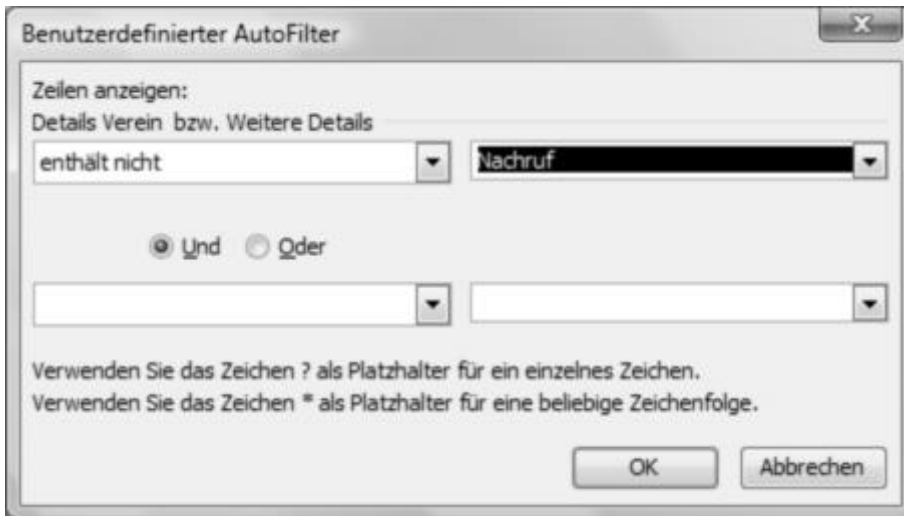 Benutzerdefinierter AutoFilter
Zeilen anzeigen:
Details Verein bzw. Weitere Details
enthält nicht
Nachruf
Und Oder
Verwenden Sie das Zeichen ? als Platzhalter für ein einzelnes Zeichen.
Verwenden Sie das Zeichen * als Platzhalter für eine beliebige Zeichenfolge.
OK Abbrechen